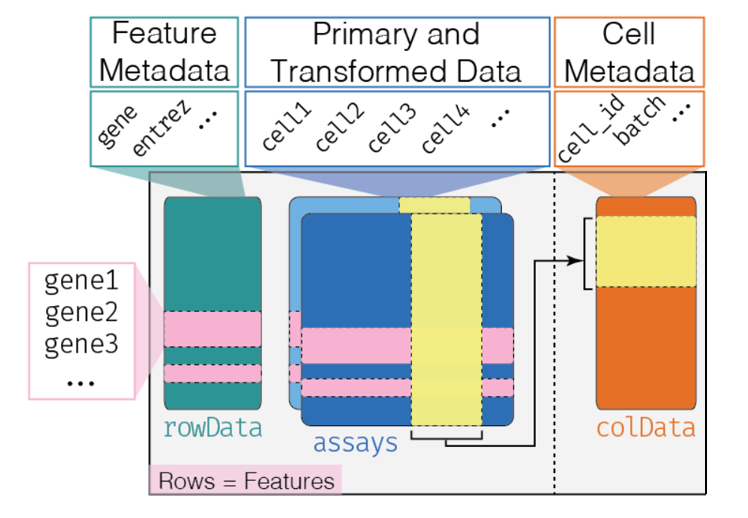 Feature
Metadata
Primary and
Transformed Data
Cell
Metadata
gene
entrez
...
cell1
cell2
cell3
cell4
...
cell_id
batch
...
gene1
gene2
gene3
...
rowData
assays
colData
Rows = Features